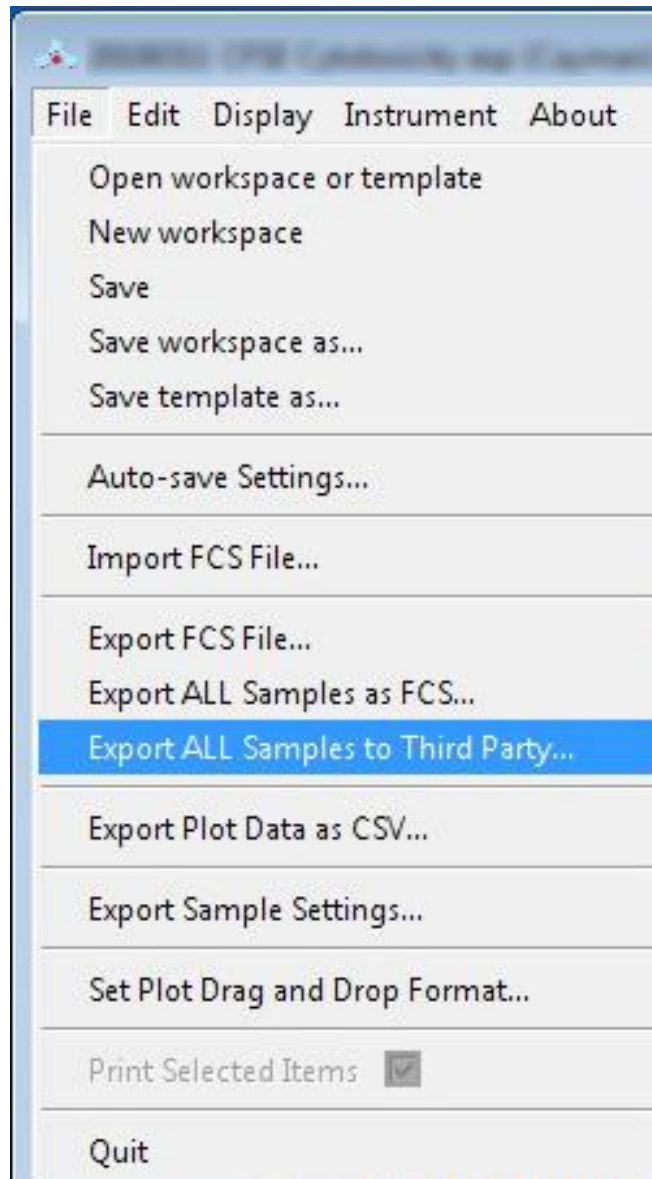 File Edit Display Instrument About
Open workspace or template
New workspace
Save
Save workspace as...
Save template as...
Auto-save Settings...
Import FCS File...
Export FCS File...
Export ALL Samples as FCS...
Export ALL Samples to Third Party...
Export Plot Data as CSV...
Export Sample Settings...
Set Plot Drag and Drop Format...
Print Selected Items
Quit